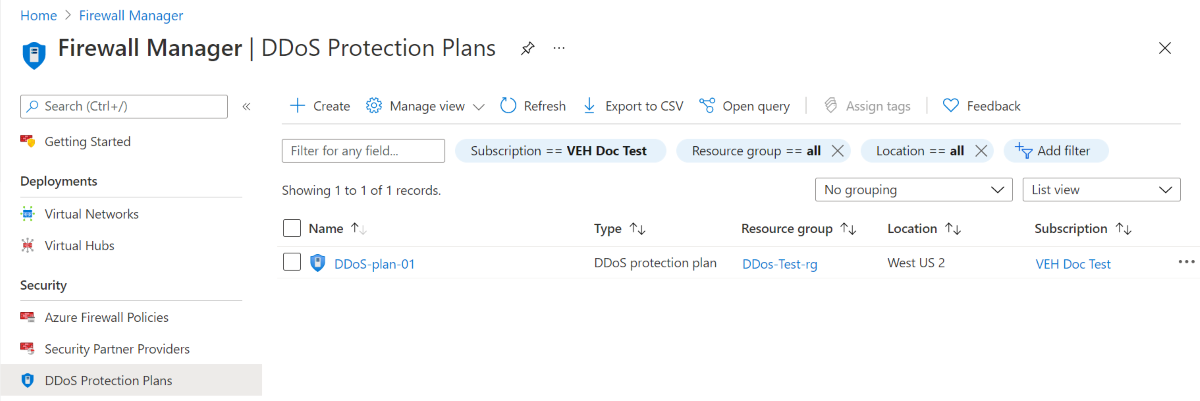 Home > Firewall Manager
Firewall Manager | DDoS Protection Plans ...
Search (Ctrl+/) «
Getting Started
Deployments
Virtual Networks
Virtual Hubs
Security
Azure Firewall Policies
Security Partner Providers
DDoS Protection Plans
Create Manage view Refresh Export to CSV Open query Assign tags Feedback
Filter for any field... Subscription == VEH Doc Test Resource group == all Location == all Add filter
Showing 1 to 1 of 1 records. No grouping List view
Name Type Resource group Location Subscription
DDoS-plan-01 DDoS protection plan DDos-Test-rg West US 2 VEH Doc Test ...